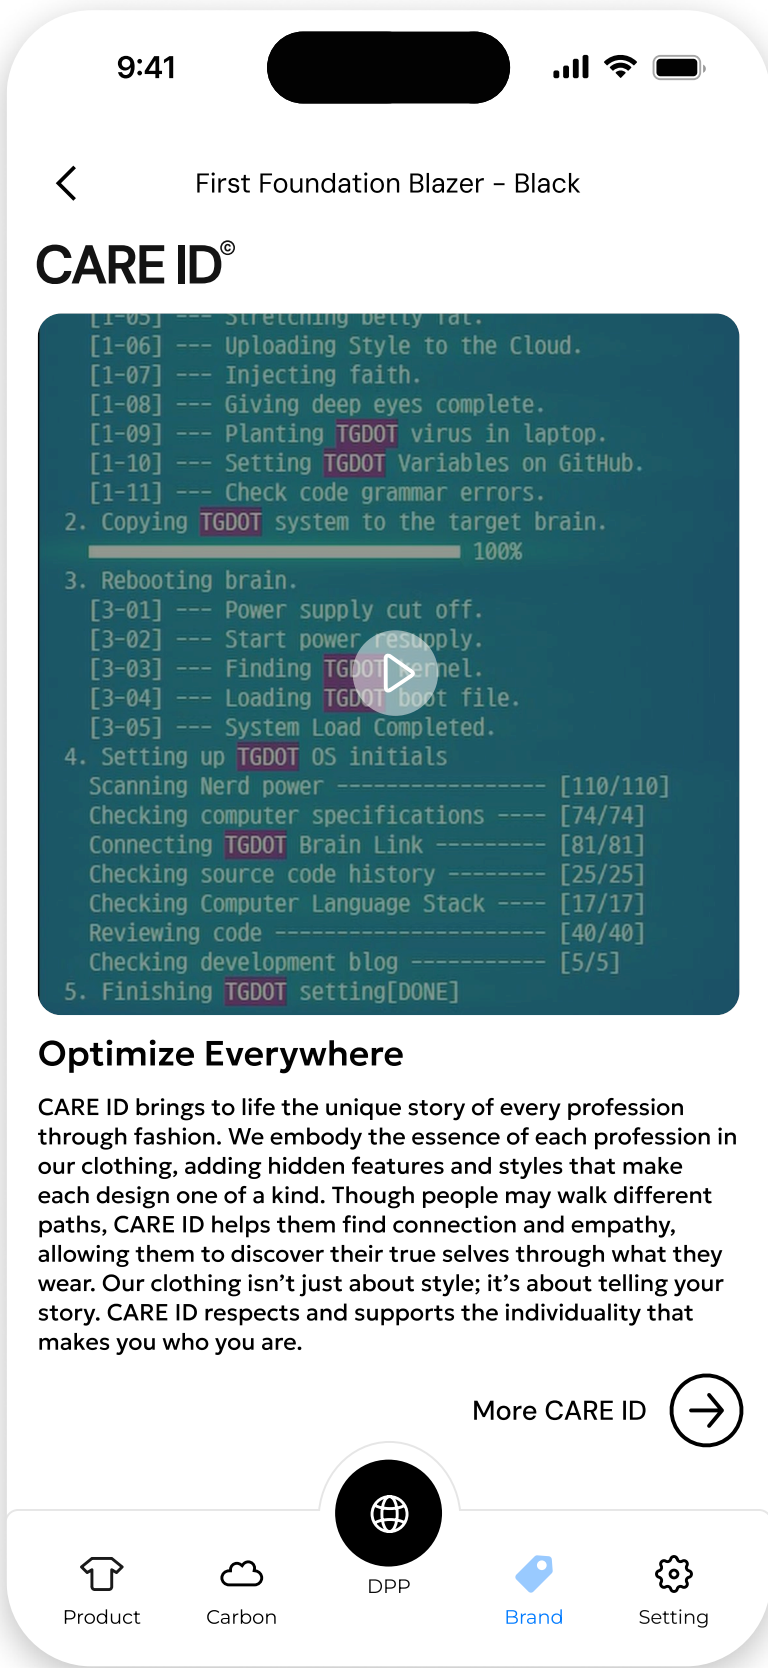 9:41
First Foundation Blazer - Black
CARE ID©
[1-05] --- Stretching belly fat.
[1-06] --- Uploading Style to the Cloud.
[1-07] --- Injecting faith.
[1-08] --- Giving deep eyes complete.
[1-09] --- Planting TGDOT virus in laptop.
[1-10] --- Setting TGDOT Variables on GitHub.
[1-11] --- Check code grammar errors.
2. Copying TGDOT system to the target brain.
100%
3. Rebooting brain.
[3-01] --- Power supply cut off.
[3-02] --- Start power resupply.
[3-03] --- Finding TGDOT kernel.
[3-04] --- Loading TGDOT boot file.
[3-05] --- System Load Completed.
4. Setting up TGDOT OS initials
Scanning Nerd power ----------------- [110/110]
Checking computer specifications ---- [74/74]
Connecting TGDOT Brain Link --------- [81/81]
Checking source code history -------- [25/25]
Checking Computer Language Stack ---- [17/17]
Reviewing code ---------------------- [40/40]
Checking development blog ----------- [5/5]
5. Finishing TGDOT setting[DONE]
Optimize Everywhere
CARE ID brings to life the unique story of every profession
through fashion. We embody the essence of each profession in
our clothing, adding hidden features and styles that make
each design one of a kind. Though people may walk different
paths, CARE ID helps them find connection and empathy,
allowing them to discover their true selves through what they
wear. Our clothing isn’t just about style; it’s about telling your
story. CARE ID respects and supports the individuality that
makes you who you are.
More CARE ID
Product
Carbon
DPP
Brand
Setting